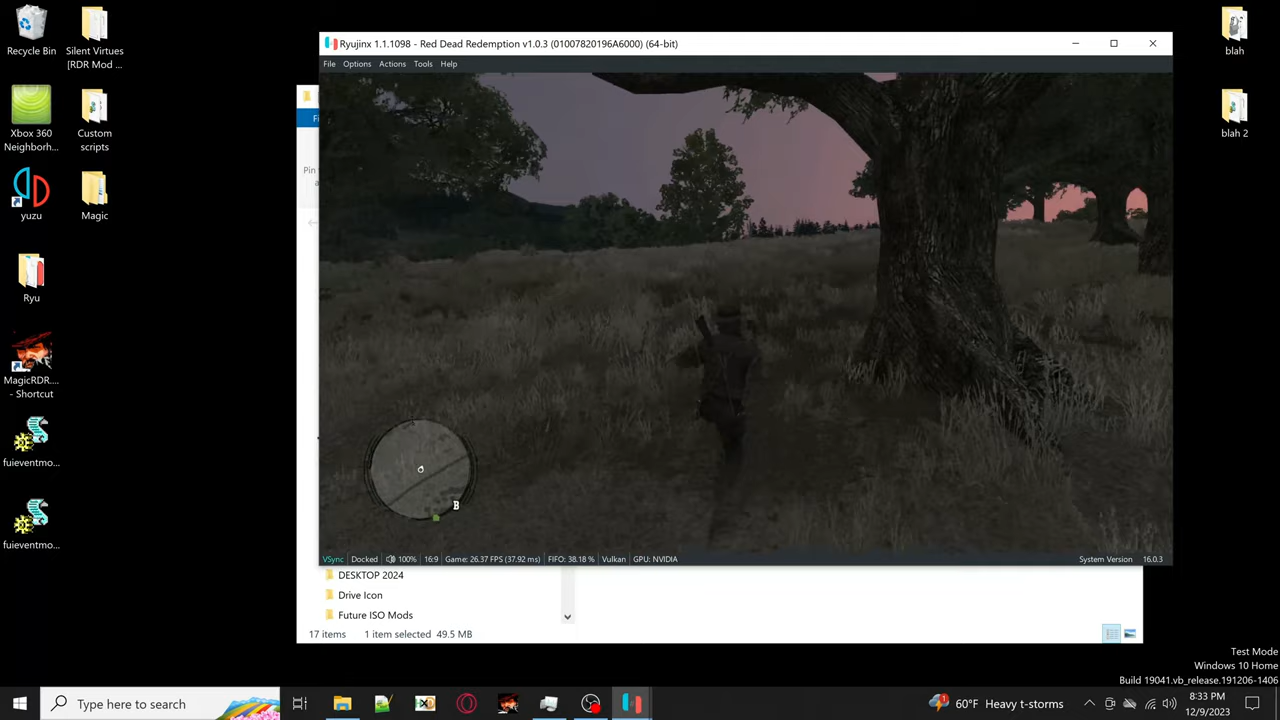 Recycle Bin
Silent Virtues
[RDR Mod ...
Xbox 360
Neighborh...
Custom
scripts
yuzu
Magic
Ryu
MagicRDR....
- Shortcut
fuieventmo...
fuieventmo...
blah
blah 2
Ryujinx 1.1.1098 - Red Dead Redemption v1.0.3 (01007820196A6000) (64-bit)
File Options Actions Tools Help
Fi
Pin
a
B
VSync Docked 100% 16:9 Game: 26.37 FPS (37.92 ms) FIFO: 38.18 % Vulkan GPU: NVIDIA System Version 16.0.3
DESKTOP 2024
Drive Icon
Future ISO Mods
17 items 1 item selected 49.5 MB
Test Mode
Windows 10 Home
Build 19041.vb_release.191206-1406
Type here to search
60°F Heavy t-storms
8:33 PM
12/9/2023